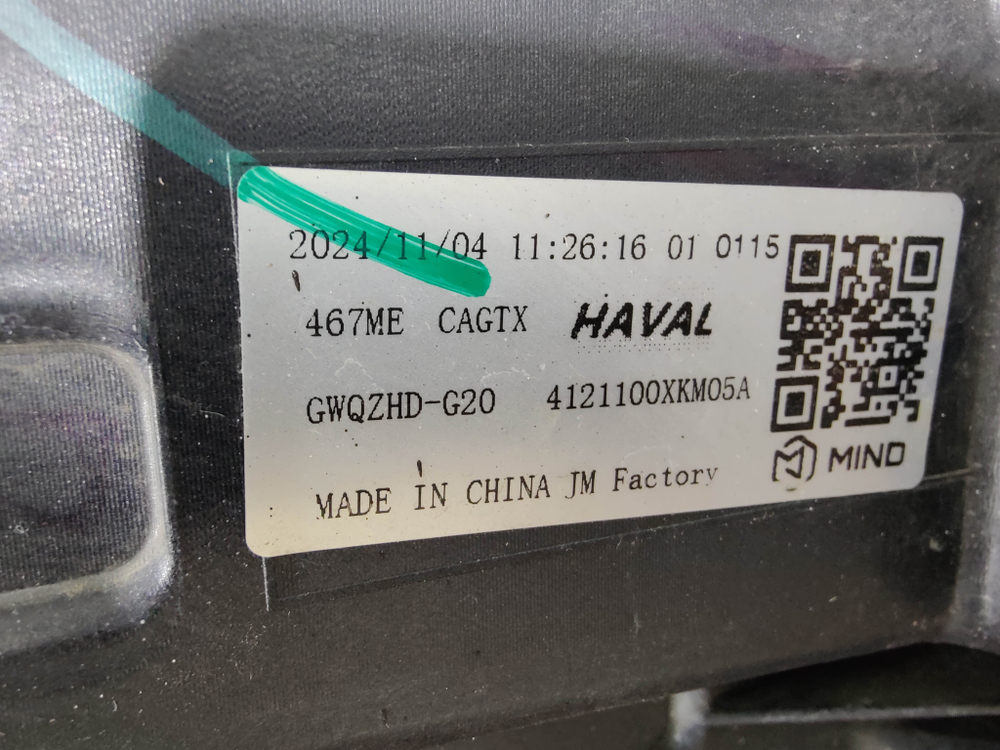 2024/11/04 11:26:16 01 0115
467ME CAGTX HAVAL
GWQZHD-G20 4121100XKM05A
MIND
MADE IN CHINA JM Factory